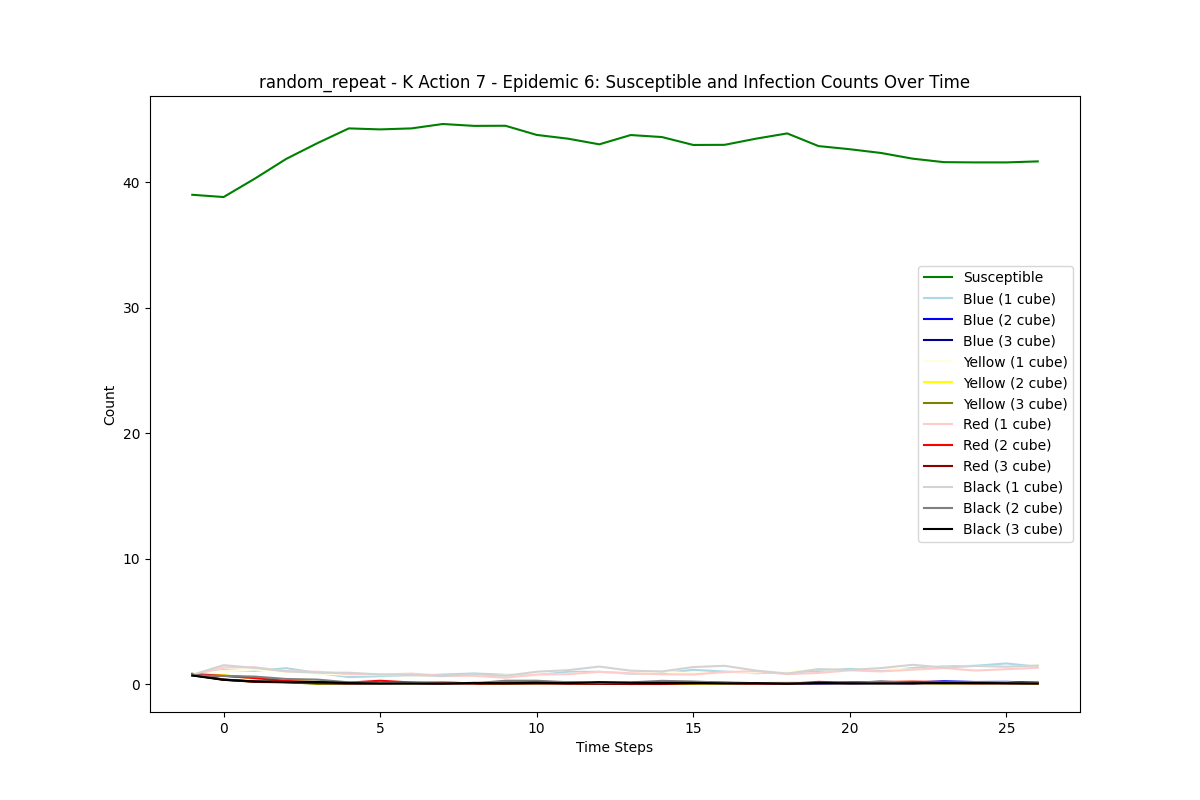 random_repeat - K Action 7 - Epidemic 6: Susceptible and Infection Counts Over Time
Count
40
30
20
10
0
Susceptible
Blue (1 cube)
Blue (2 cube)
Blue (3 cube)
Yellow (1 cube)
Yellow (2 cube)
Yellow (3 cube)
Red (1 cube)
Red (2 cube)
Red (3 cube)
Black (1 cube)
Black (2 cube)
Black (3 cube)
0 5 10 15 20 25
Time Steps